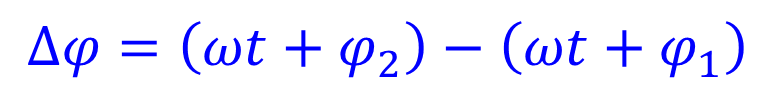 Δφ = (ωt + φ₂) − (ωt + φ₁)